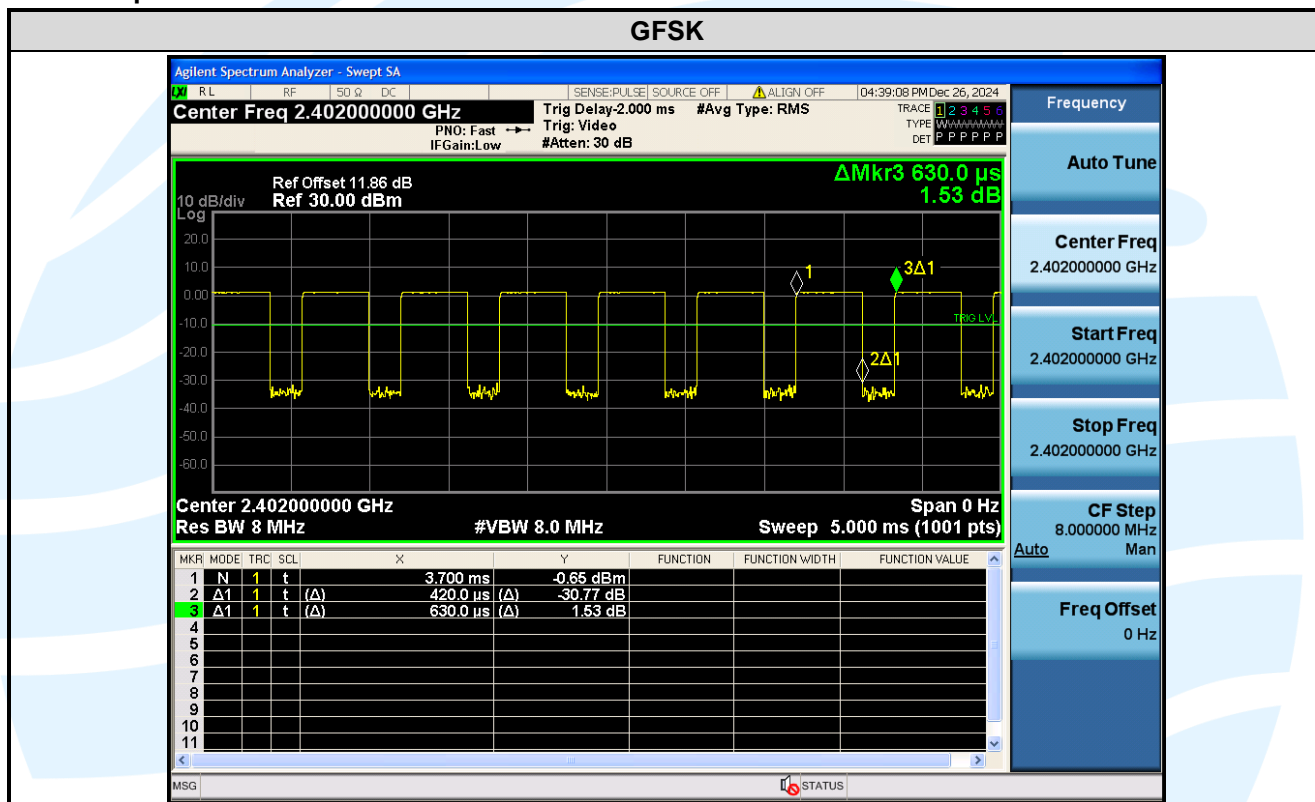 GFSK
Agilent Spectrum Analyzer - Swept SA
LXI RL RF 50 Ω DC SENSE:PULSE SOURCE OFF ALIGN OFF 04:39:08 PM Dec 26, 2024
Center Freq 2.402000000 GHz
PNO: Fast
IFGain:Low
Trig Delay-2.000 ms
Trig: Video
#Atten: 30 dB
#Avg Type: RMS
TRACE 1 2 3 4 5 6
TYPE WWWWWW
DET P P P P P P
ΔMkr3 630.0 µs
1.53 dB
Ref Offset 11.86 dB
10 dB/div Ref 30.00 dBm
Log
20.0
10.0
0.00
-10.0
-20.0
-30.0
-40.0
-50.0
-60.0
1
3Δ1
TRIG LVL
2Δ1
Center 2.402000000 GHz Span 0 Hz
Res BW 8 MHz #VBW 8.0 MHz Sweep 5.000 ms (1001 pts)
MKR MODE TRC SCL X Y FUNCTION FUNCTION WIDTH FUNCTION VALUE
1 N 1 t 3.700 ms -0.65 dBm
2 Δ1 1 t (Δ) 420.0 µs (Δ) -30.77 dB
3 Δ1 1 t (Δ) 630.0 µs (Δ) 1.53 dB
4
5
6
7
8
9
10
11
MSG STATUS
Frequency
Auto Tune
Center Freq
2.402000000 GHz
Start Freq
2.402000000 GHz
Stop Freq
2.402000000 GHz
CF Step
8.000000 MHz
Auto Man
Freq Offset
0 Hz